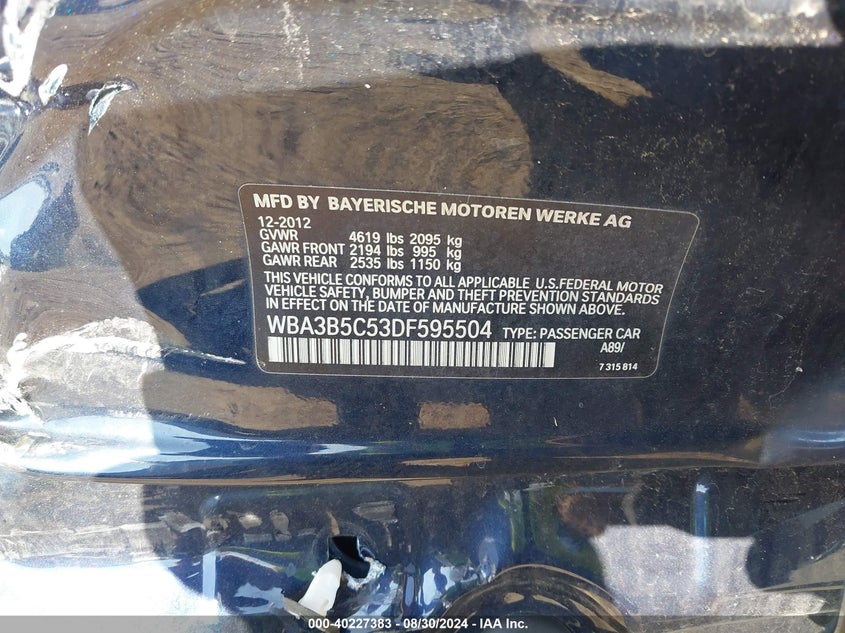 MFD BY BAYERISCHE MOTOREN WERKE AG
12-2012
GVWR 4619 lbs 2095 kg
GAWR FRONT 2194 lbs 995 kg
GAWR REAR 2535 lbs 1150 kg
THIS VEHICLE CONFORMS TO ALL APPLICABLE U.S.FEDERAL MOTOR
VEHICLE SAFETY, BUMPER AND THEFT PREVENTION STANDARDS
IN EFFECT ON THE DATE OF MANUFACTURE SHOWN ABOVE.
WBA3B5C53DF595504 TYPE: PASSENGER CAR
A89/
7 315 814
000-40227383 - 08/30/2024 - IAA Inc.